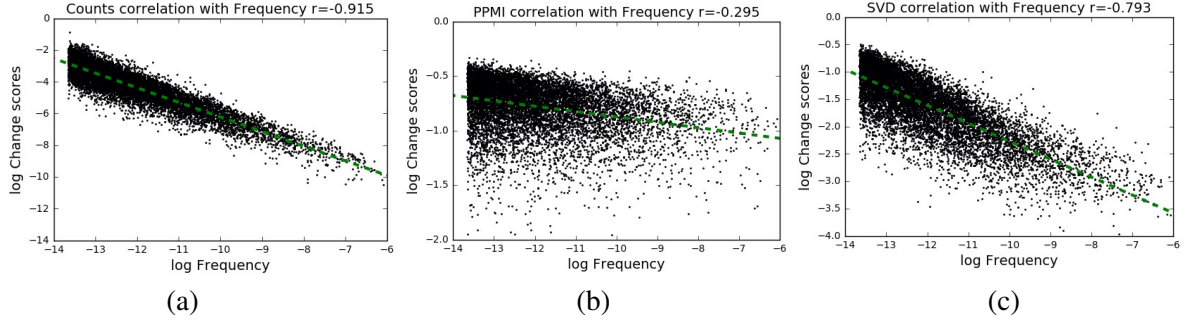 Counts correlation with Frequency r=-0.915
0
−2
−4
−6
−8
−10
−12
−14
log Change scores
−14 −13 −12 −11 −10 −9 −8 −7 −6
log Frequency
(a)
PPMI correlation with Frequency r=-0.295
0.0
−0.5
−1.0
−1.5
−2.0
log Change scores
−14 −13 −12 −11 −10 −9 −8 −7 −6
log Frequency
(b)
SVD correlation with Frequency r=-0.793
0.0
−0.5
−1.0
−1.5
−2.0
−2.5
−3.0
−3.5
−4.0
log Change scores
−14 −13 −12 −11 −10 −9 −8 −7 −6
log Frequency
(c)